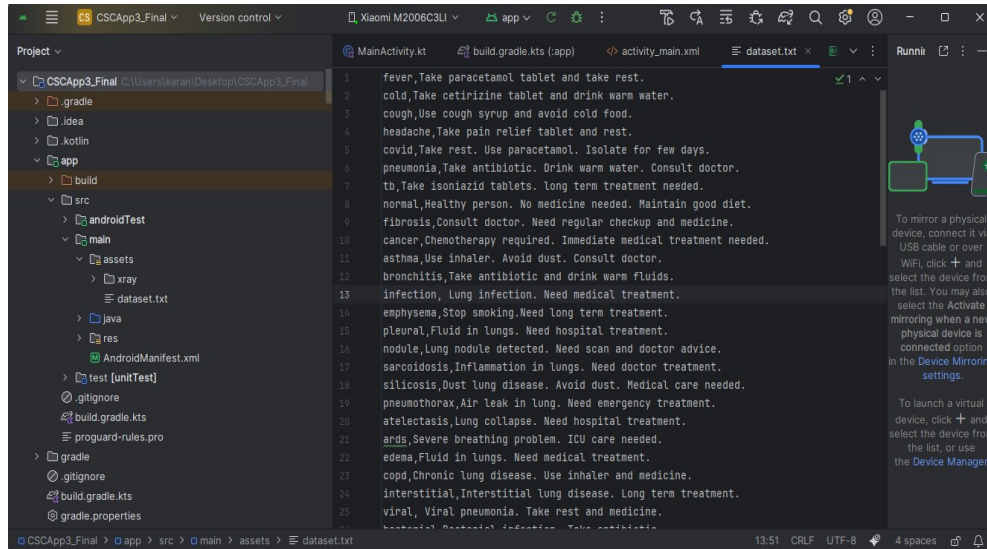 CS CSCApp3_Final Version control Xiaomi M2006C3LI app
Project
CSCApp3_Final C:\Users\karan\Desktop\CSCApp3_Final
.gradle
.idea
.kotlin
app
build
src
androidTest
main
assets
xray
dataset.txt
java
res
AndroidManifest.xml
test [unitTest]
.gitignore
build.gradle.kts
proguard-rules.pro
gradle
.gitignore
build.gradle.kts
gradle.properties
MainActivity.kt build.gradle.kts (:app) activity_main.xml dataset.txt
1 fever,Take paracetamol tablet and take rest.
2 cold,Take cetirizine tablet and drink warm water.
3 cough,Use cough syrup and avoid cold food.
4 headache,Take pain relief tablet and rest.
5 covid,Take rest. Use paracetamol. Isolate for few days.
6 pneumonia,Take antibiotic. Drink warm water. Consult doctor.
7 tb,Take isoniazid tablets. long term treatment needed.
8 normal,Healthy person. No medicine needed. Maintain good diet.
9 fibrosis,Consult doctor. Need regular checkup and medicine.
10 cancer,Chemotherapy required. Immediate medical treatment needed.
11 asthma,Use inhaler. Avoid dust. Consult doctor.
12 bronchitis,Take antibiotic and drink warm fluids.
13 infection, Lung infection. Need medical treatment.
14 emphysema,Stop smoking.Need long term treatment.
15 pleural,Fluid in lungs. Need hospital treatment.
16 nodule,Lung nodule detected. Need scan and doctor advice.
17 sarcoidosis,Inflammation in lungs. Need doctor treatment.
18 silicosis,Dust lung disease. Avoid dust. Medical care needed.
19 pneumothorax,Air leak in lung. Need emergency treatment.
20 atelectasis,Lung collapse. Need hospital treatment.
21 ards,Severe breathing problem. ICU care needed.
22 edema,Fluid in lungs. Need medical treatment.
23 copd,Chronic lung disease. Use inhaler and medicine.
24 interstitial,Interstitial lung disease. Long term treatment.
25 viral, Viral pneumonia. Take rest and medicine.
1
Runnin
To mirror a physical
device, connect it vi
USB cable or over
WiFi, click + and
select the device fro
the list. You may also
select the Activate
mirroring when a new
physical device is
connected option
in the Device Mirrorin
settings.
To launch a virtual
device, click + and
select the device fro
the list, or use
the Device Manager
CSCApp3_Final > app > src > main > assets > dataset.txt 13:51 CRLF UTF-8 4 spaces